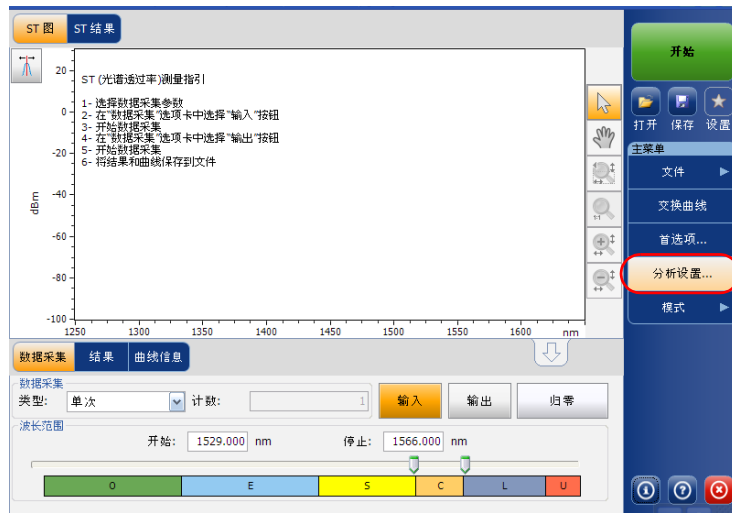 ST 图
ST 结果
开始
20
0
-20
-40
-60
-80
-100
dBm
ST (光谱透过率)测量指引
1- 选择数据采集参数
2- 在"数据采集"选项卡中选择"输入"按钮
3- 开始数据采集
4- 在"数据采集"选项卡中选择"输出"按钮
5- 开始数据采集
6- 将结果和曲线保存到文件
1250 1300 1350 1400 1450 1500 1550 1600 nm
1:1
打开 保存 设置
主菜单
文件
交换曲线
首选项...
分析设置...
模式
数据采集 结果 曲线信息
数据采集
类型: 单次 计数: 1 输入 输出 归零
波长范围
开始: 1529.000 nm 停止: 1566.000 nm
O E S C L U